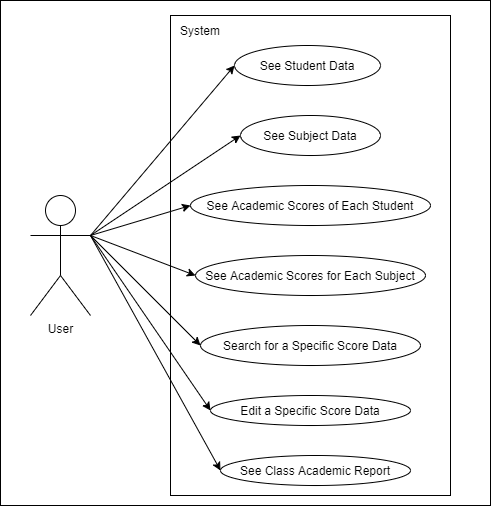 System
See Student Data
See Subject Data
See Academic Scores of Each Student
See Academic Scores for Each Subject
Search for a Specific Score Data
Edit a Specific Score Data
See Class Academic Report
User